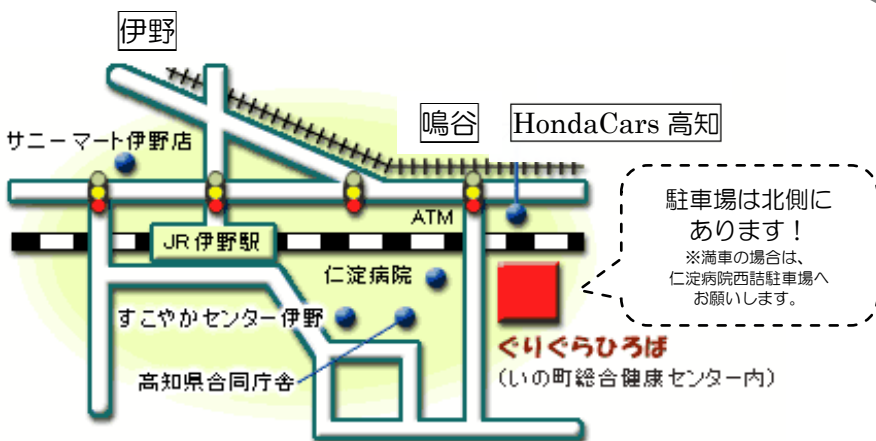 伊野
鳴谷
HondaCars 高知
サニーマート伊野店
ATM
JR伊野駅
仁淀病院
すこやかセンター伊野
高知県合同庁舎
駐車場は北側に
あります！
※満車の場合は、
仁淀病院西詰駐車場へ
お願いします。
ぐりぐらひろば
（いの町総合健康センター内）